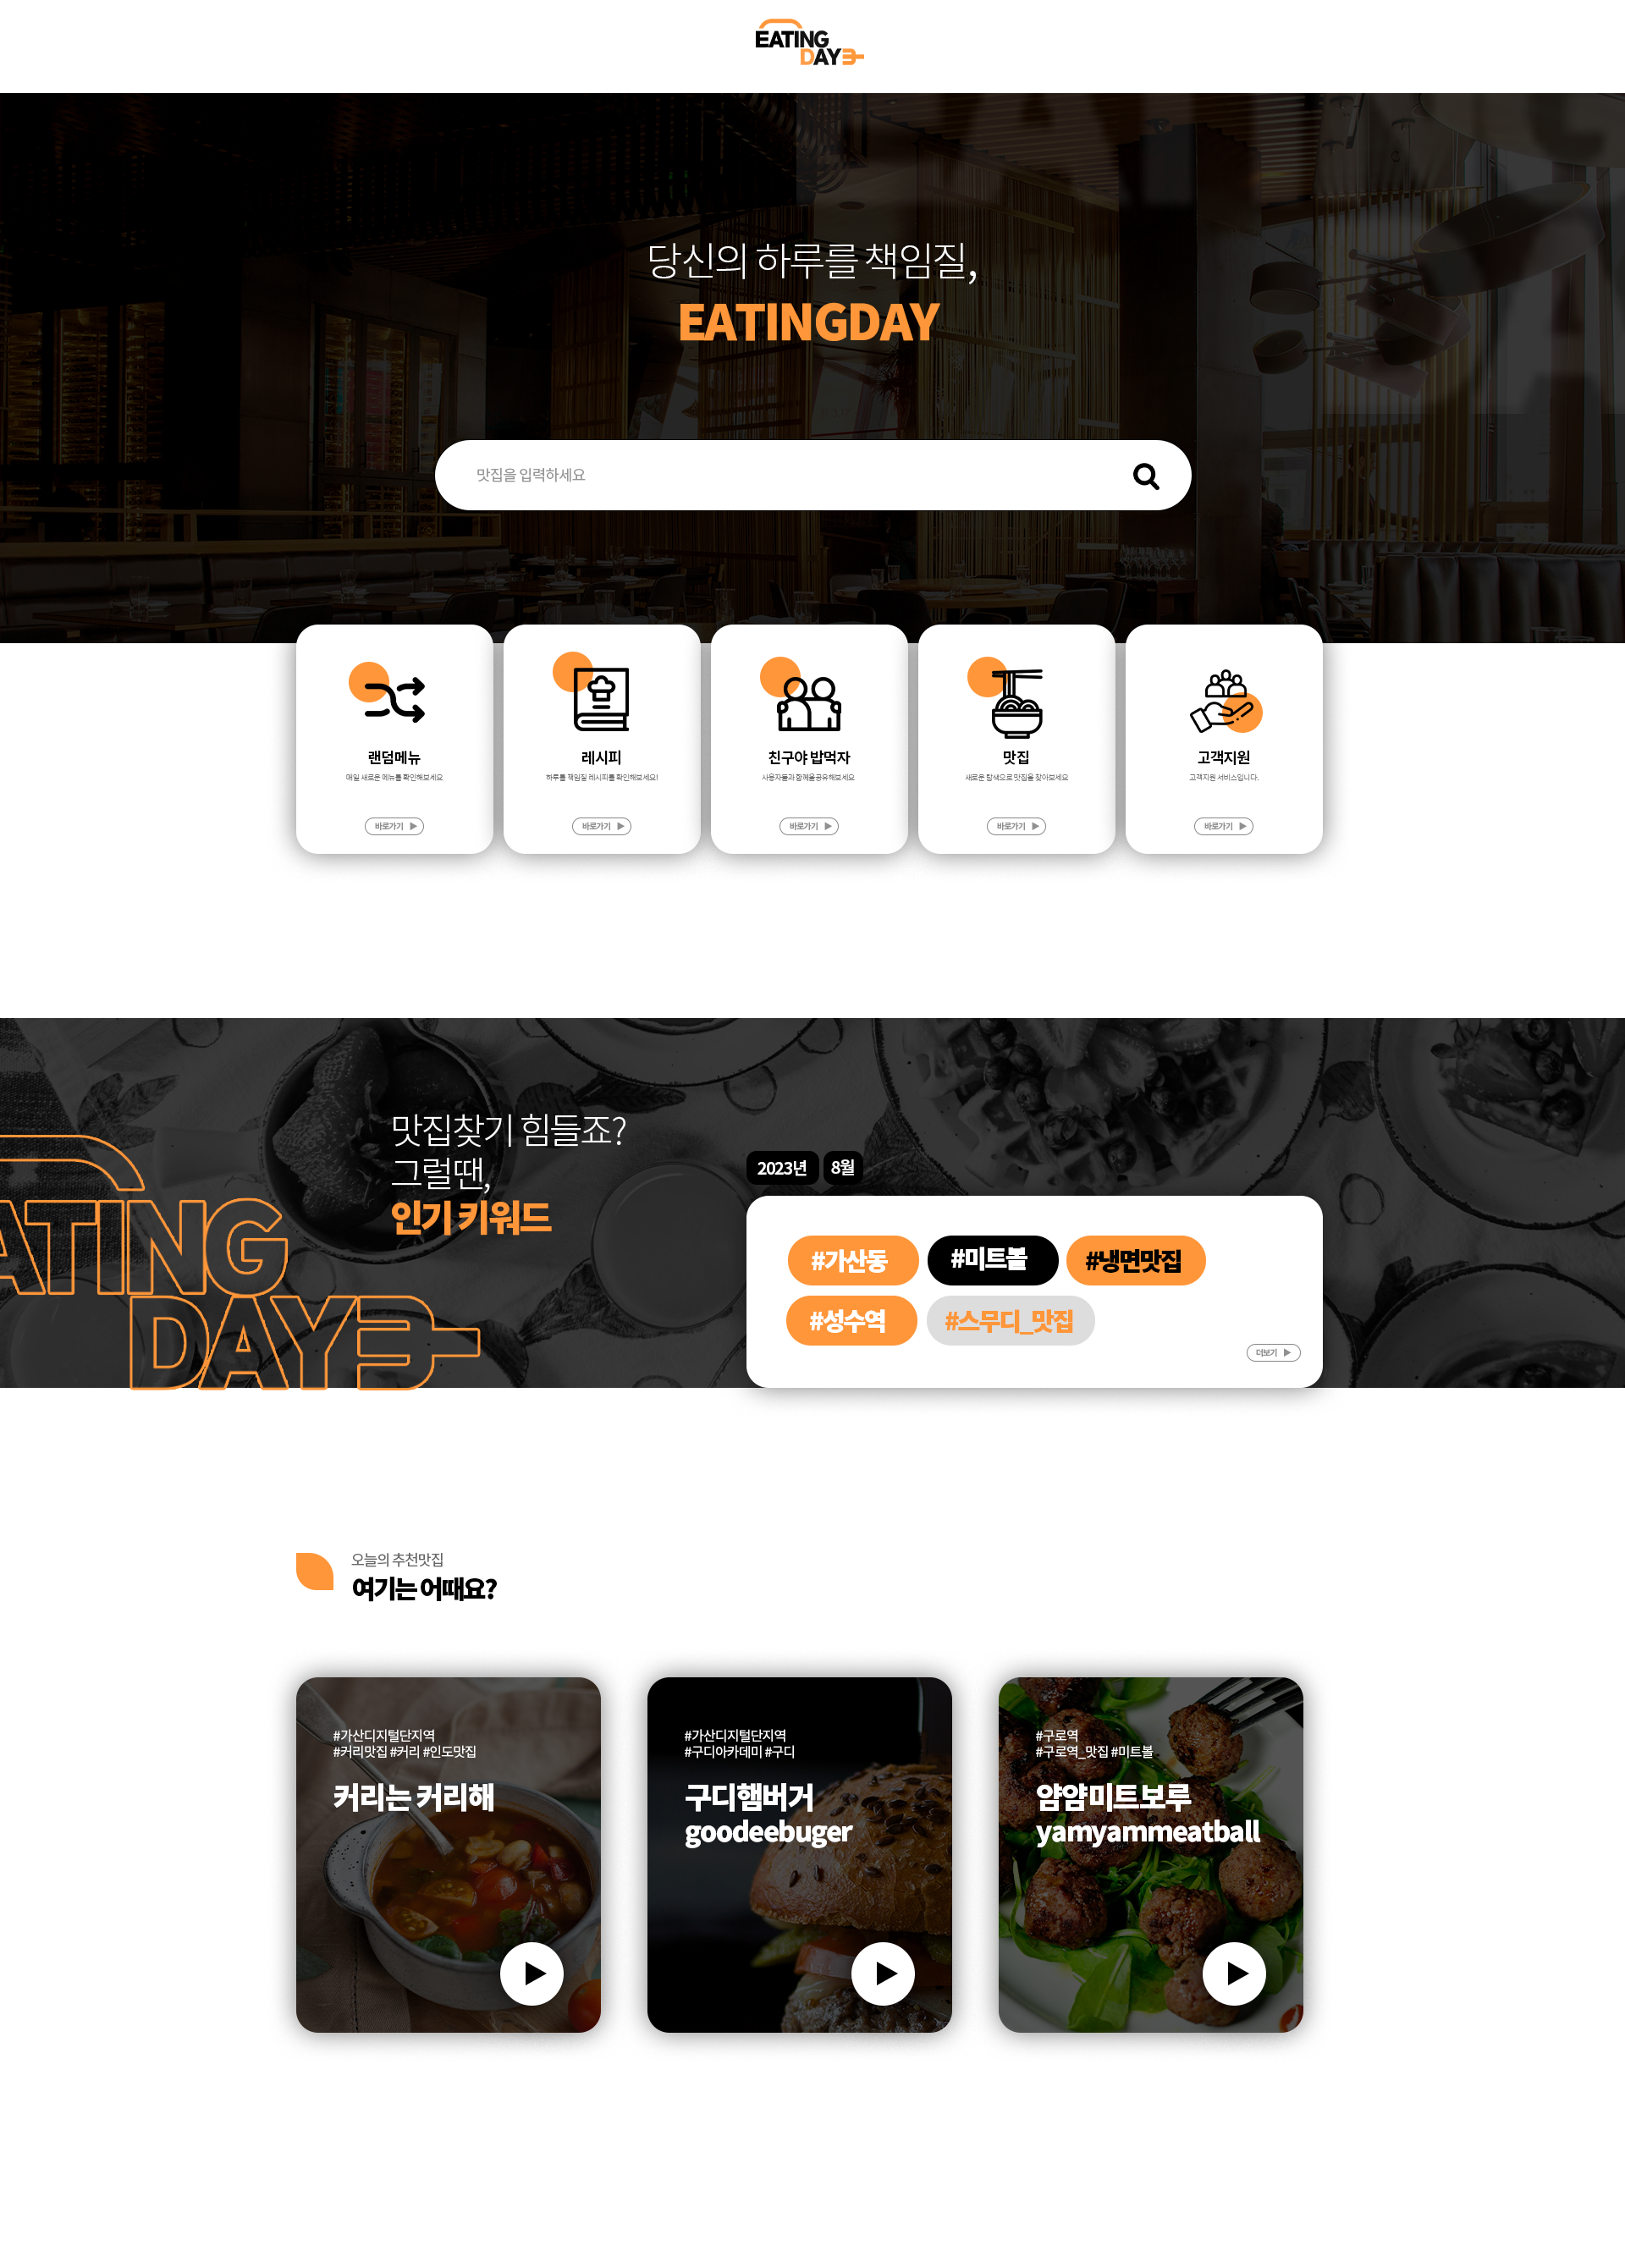 EATING
DAY
당신의 하루를 책임질,
EATINGDAY
맛집을 입력하세요
랜덤메뉴
매일 새로운 메뉴를 확인해보세요
바로가기
레시피
하루를 책임질 레시피를 확인해보세요!
바로가기
친구야 밥먹자
사용자들과 함께을공유해보세요
바로가기
맛집
새로운 탐색으로 맛집을 찾아보세요
바로가기
고객지원
고객지원 서비스입니다.
바로가기
맛집찾기 힘들죠?
그럴땐,
인기 키워드
ATING
DAY
2023년 8월
#가산동 #미트볼 #냉면맛집
#성수역 #스무디_맛집
더보기
오늘의 추천맛집
여기는 어때요?
#가산디지털단지역
#커리맛집 #커리 #인도맛집
커리는 커리해
#가산디지털단지역
#구디아카데미 #구디
구디햄버거
goodeebuger
#구로역
#구로역_맛집 #미트볼
얌얌미트보루
yamyammeatball